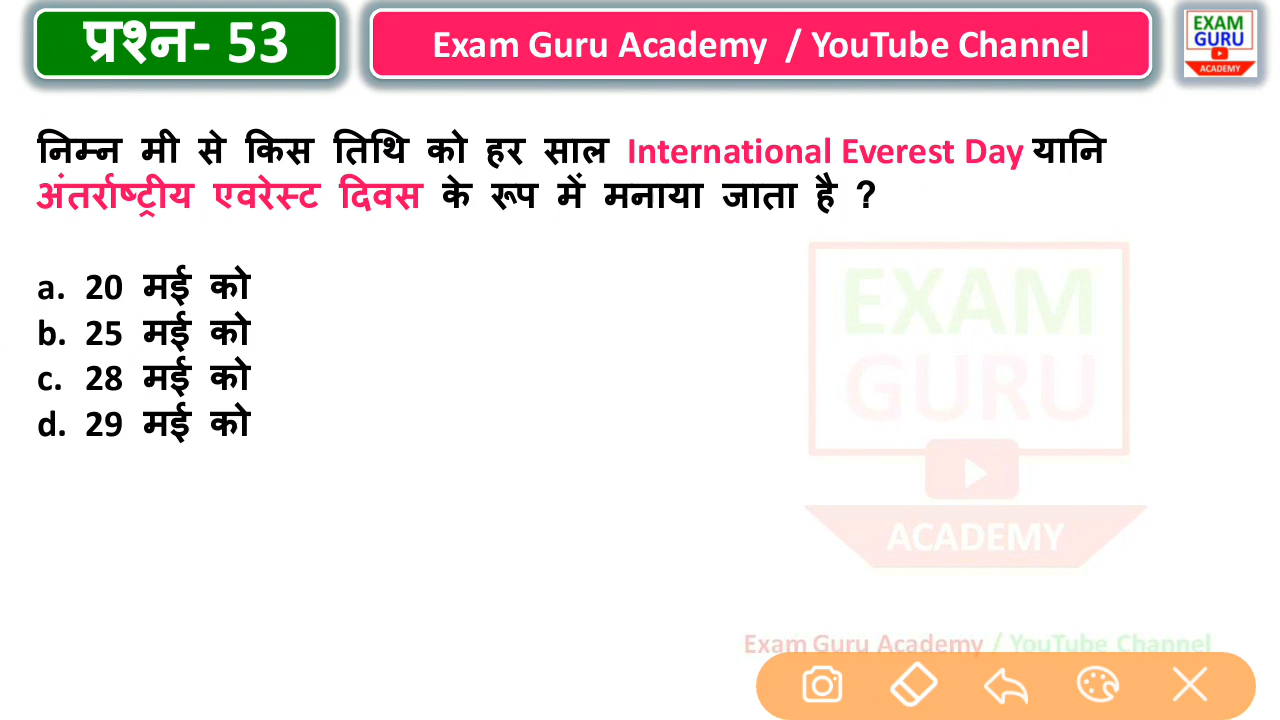 प्रश्न- 53
Exam Guru Academy / YouTube Channel
EXAM
GURU
ACADEMY
निम्न मी से किस तिथि को हर साल International Everest Day यानि
अंतर्राष्ट्रीय एवरेस्ट दिवस के रूप में मनाया जाता है ?
a. 20 मई को
b. 25 मई को
c. 28 मई को
d. 29 मई को
EXAM
GURU
ACADEMY
Exam Guru Academy / YouTube Channel